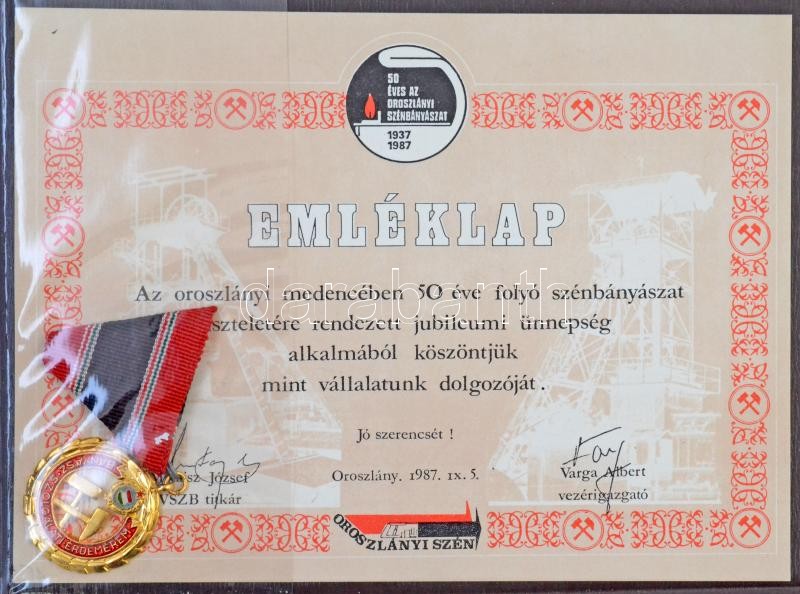 50
ÉVES AZ
OROSZLÁNYI
SZÉNBÁNYÁSZAT
1937
1987
EMLÉKLAP
Az oroszlányi medencében 50 éve folyó szénbányászat
tiszteletére rendezett jubileumi ünnepség
alkalmából köszöntjük
mint vállalatunk dolgozóját.
Jó szerencsét !
József
Oroszlány. 1987. IX. 5.
Varga Albert
VSZB titkár
vezérigazgató
OROSZLÁNYI SZÉN
ÉRDEMÉREM
darabanth